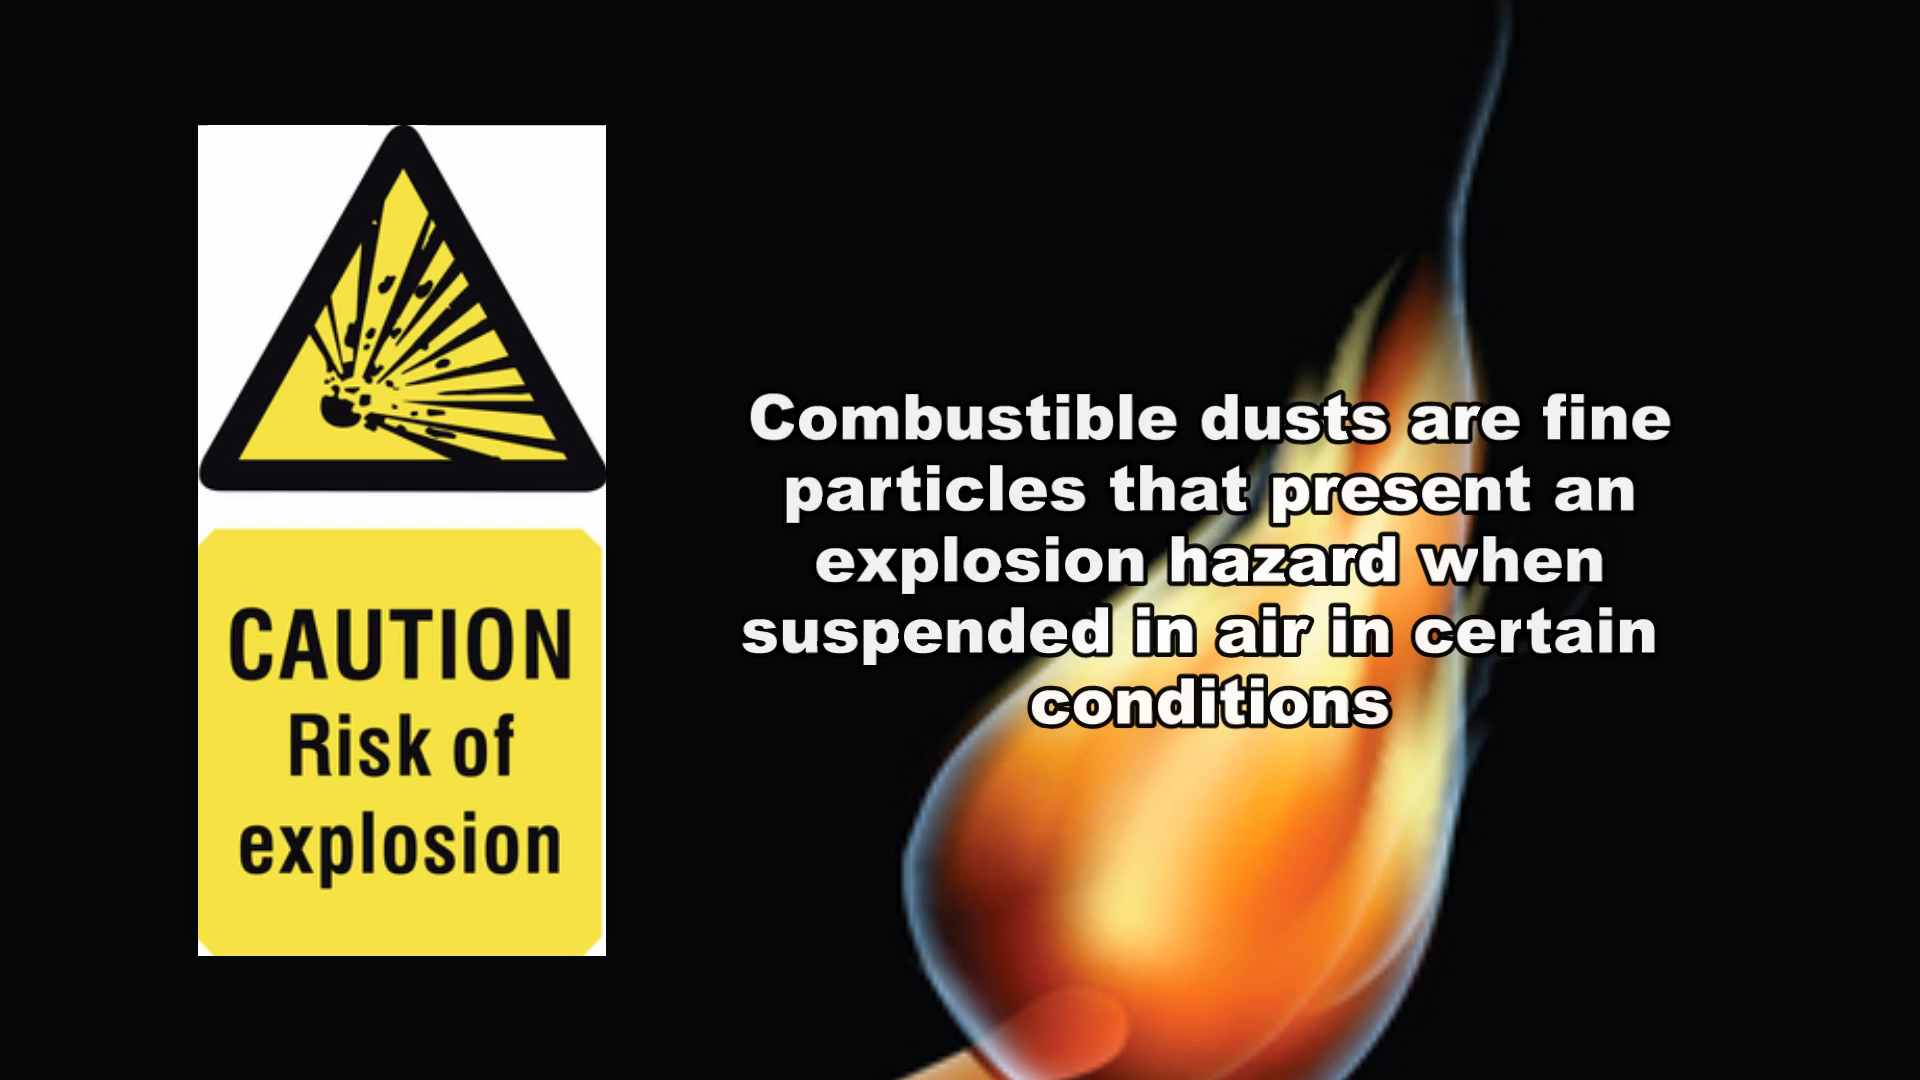 CAUTION
Risk of
explosion
Combustible dusts are fine
particles that present an
explosion hazard when
suspended in air in certain
conditions